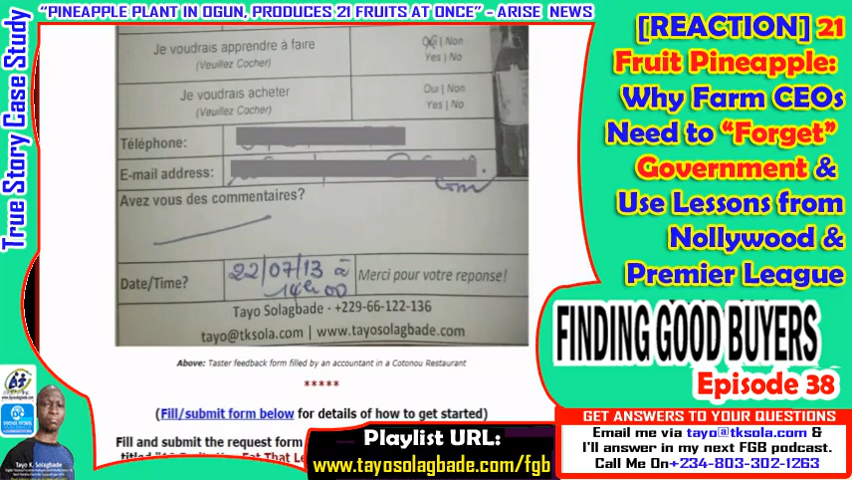 "PINEAPPLE PLANT IN OGUN, PRODUCES 21 FRUITS AT ONCE" - ARISE NEWS
True Story Case Study
Je voudrais apprendre à faire
(Veuillez Cocher)
| Non
Yes | No
Je voudrais acheter
(Veuillez Cocher)
Oui | Non
Yes | No
Téléphone:
E-mail address:
com
Avez vous des commentaires?
Date/Time?
22/07/13 à
14h00
Merci pour votre reponse!
Tayo Solagbade - +229-66-122-136
tayo@tksola.com | www.tayosolagbade.com
Above: Taster feedback form filled by an accountant in a Cotonou Restaurant
*****
(Fill/submit form below for details of how to get started)
Fill and submit the request form
[REACTION] 21
Fruit Pineapple:
Why Farm CEOs
Need to "Forget"
Government &
Use Lessons from
Nollywood &
Premier League
FINDING GOOD BUYERS
Episode 38
GET ANSWERS TO YOUR QUESTIONS
Email me via tayo@tksola.com &
I'll answer in my next FGB podcast.
Call Me On+234-803-302-1263
Playlist URL:
www.tayosolagbade.com/fgb
Tayo K. Solagbade